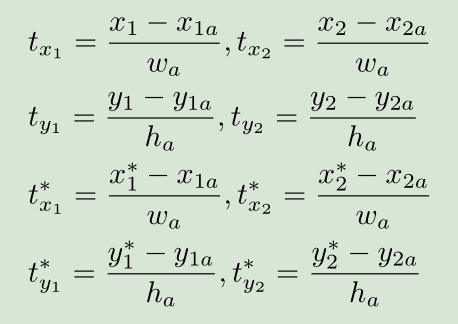 $t_{x_1} = \frac{x_1 - x_{1a}}{w_a}, t_{x_2} = \frac{x_2 - x_{2a}}{w_a}$
$t_{y_1} = \frac{y_1 - y_{1a}}{h_a}, t_{y_2} = \frac{y_2 - y_{2a}}{h_a}$
$t^*_{x_1} = \frac{x^*_1 - x_{1a}}{w_a}, t^*_{x_2} = \frac{x^*_2 - x_{2a}}{w_a}$
$t^*_{y_1} = \frac{y^*_1 - y_{1a}}{h_a}, t^*_{y_2} = \frac{y^*_2 - y_{2a}}{h_a}$